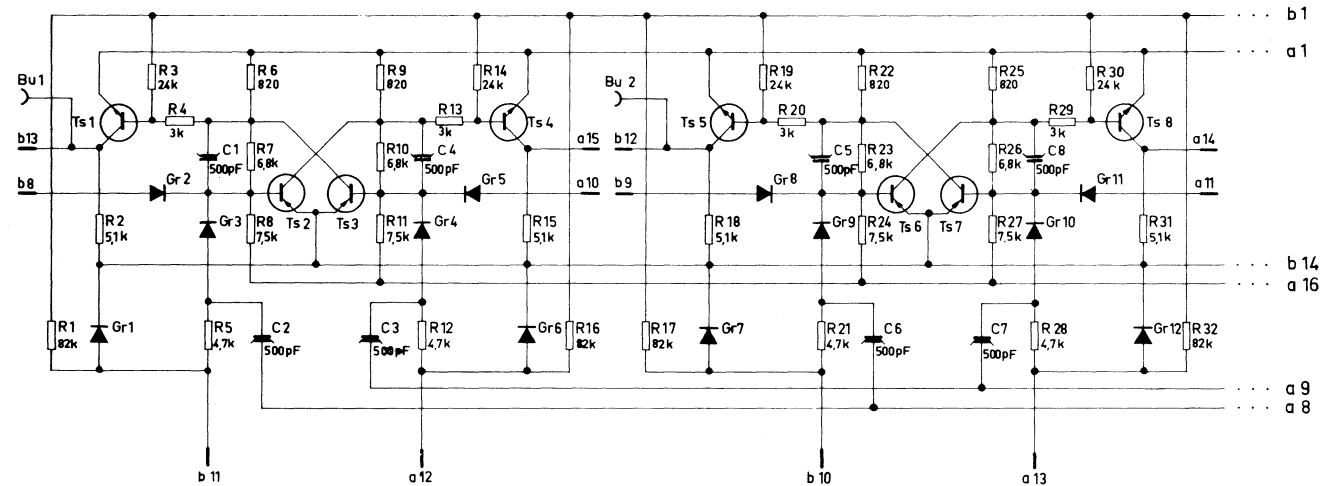 · · · b 1
· · · a 1
Bu 1
R 3
24k
R 6
820
R 9
820
R 14
24k
Bu 2
R 19
24k
R 22
820
R 25
820
R 30
24k
Ts 1
R 4
3k
R 13
3k
Ts 4
Ts 5
R 20
3k
R 29
3k
Ts 8
b 13
C 1
500pF
R 7
6,8k
R 10
6,8k
C 4
500pF
a 15
b 12
C 5
500pF
R 23
6,8k
R 26
6,8k
C 8
500pF
a 14
b 8
Gr 2
Gr 5
a 10
b 9
Gr 8
Gr 11
a 11
R 2
5,1k
Gr 3
R 8
7,5k
Ts 2
Ts 3
R 11
7,5k
Gr 4
R 15
5,1k
R 18
5,1k
Gr 9
R 24
7,5k
Ts 6
Ts 7
R 27
7,5k
Gr 10
R 31
5,1k
· · · b 14
· · · a 16
R 1
82k
Gr 1
R 5
4,7k
C 2
500pF
C 3
500pF
R 12
4,7k
Gr 6
R 16
82k
R 17
82k
Gr 7
R 21
4,7k
C 6
500pF
C 7
500pF
R 28
4,7k
Gr 12
R 32
82k
· · · a 9
· · · a 8
b 11
a 12
b 10
a 13